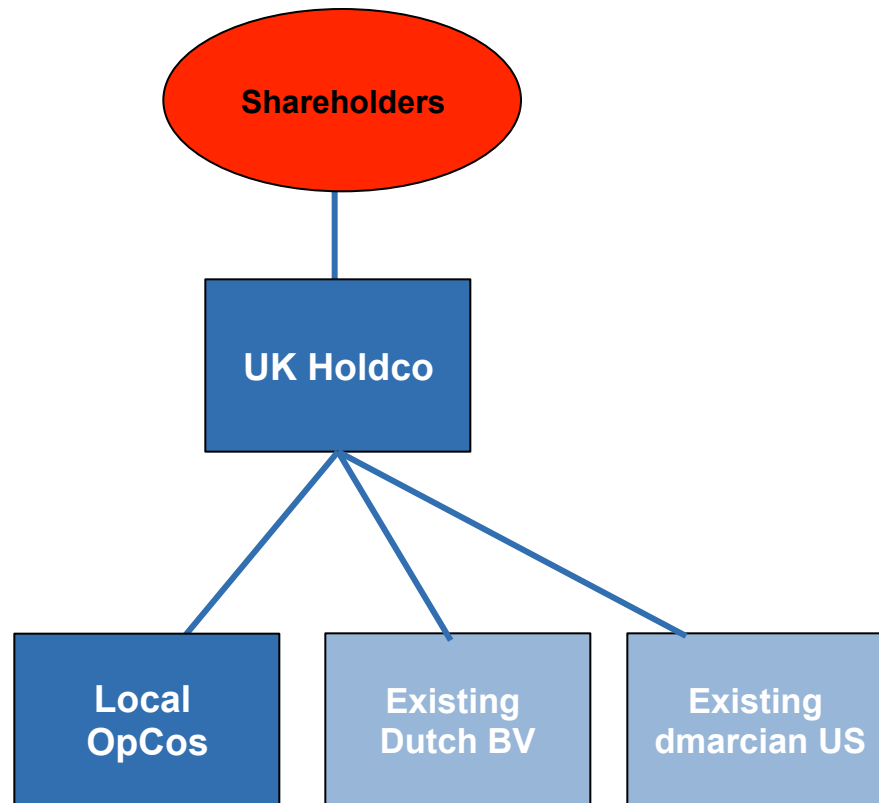 Shareholders
UK Holdco
Local
OpCos
Existing
Dutch BV
Existing
dmarcian US